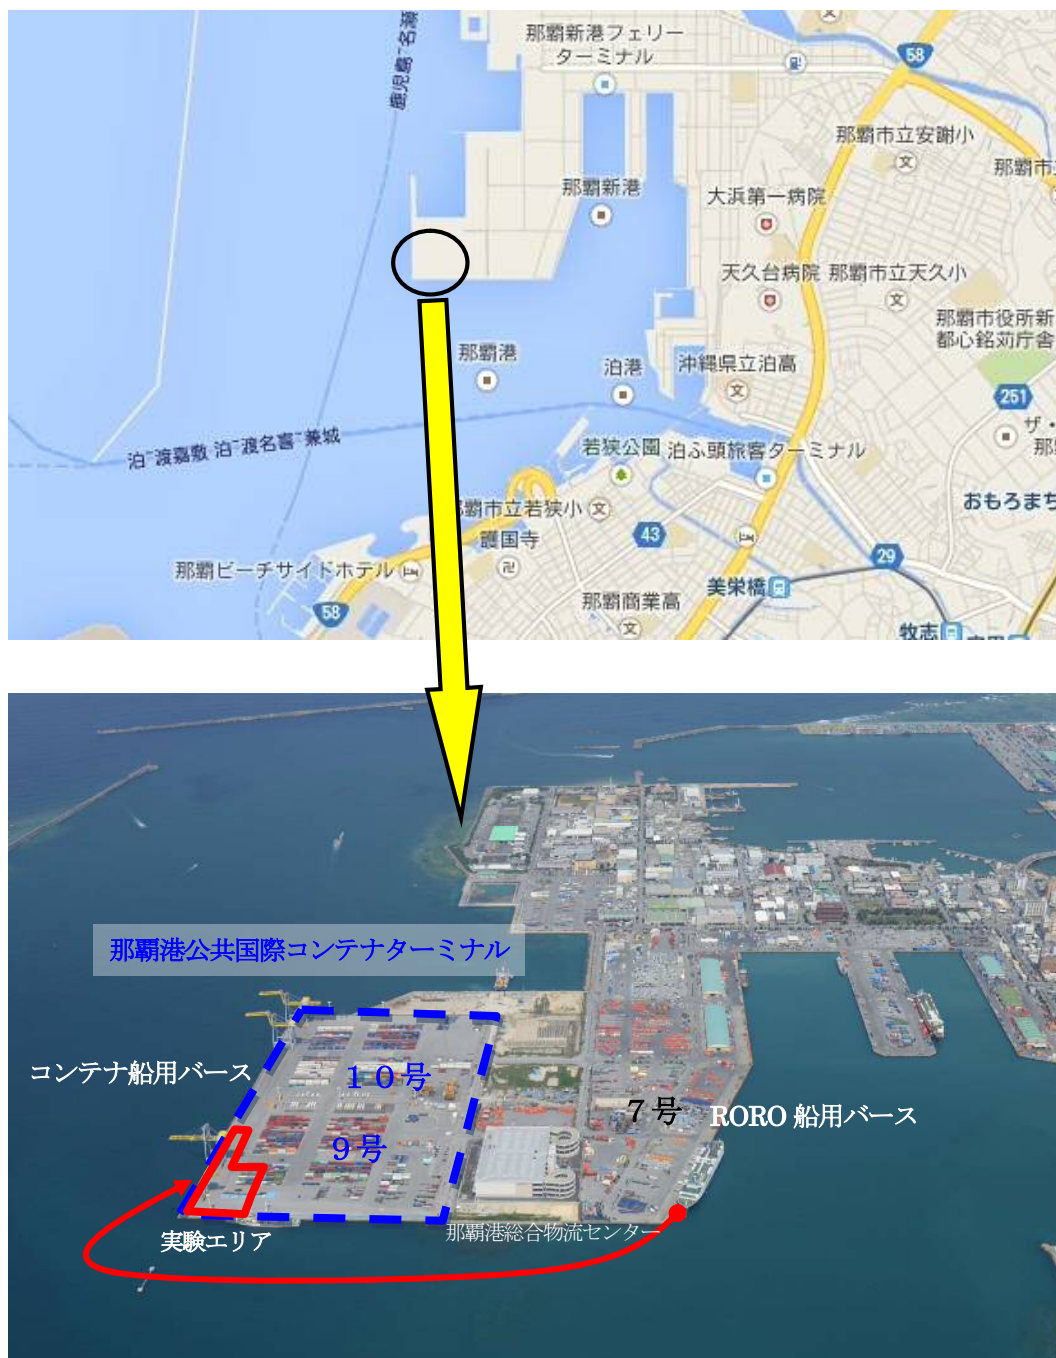 那覇新港フェリー
ターミナル
58
鹿児島~名瀬
那覇市立安謝小
那覇市立
那覇新港
大浜第一病院
天久台病院
那覇市立天久小
那覇市役所新
都心銘苅庁舎
那覇港
泊港
沖縄県立泊高
251
ザ・
那覇
泊~渡嘉敷 泊~渡名喜~兼城
若狭公園
泊ふ頭旅客ターミナル
おもろまち
那覇市立若狭小
43
護国寺
29
那覇ビーチサイドホテル
美栄橋
58
那覇商業高
牧志
那覇港公共国際コンテナターミナル
コンテナ船用バース
10号
7号
RORO 船用バース
9号
那覇港総合物流センター
実験エリア